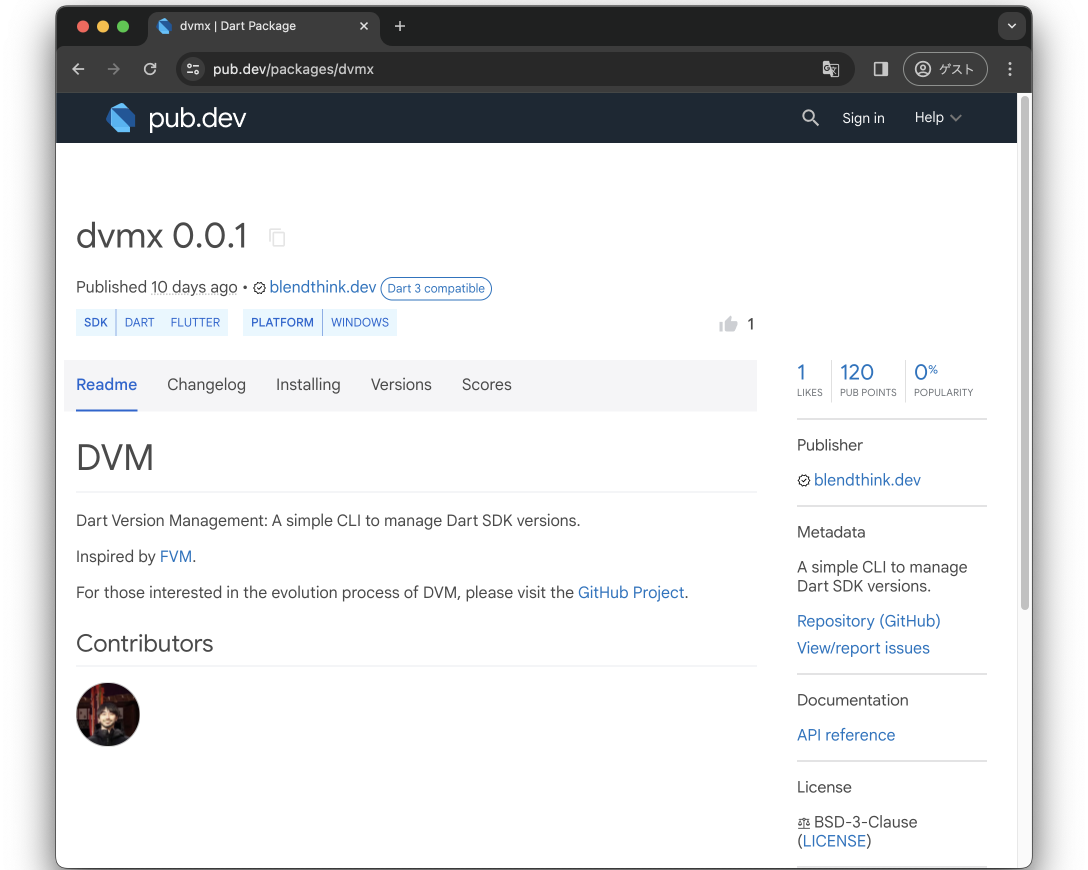 dvmx | Dart Package
pub.dev/packages/dvmx
ゲスト
pub.dev
Sign in
Help
dvmx 0.0.1
Published 10 days ago • blendthink.dev Dart 3 compatible
SDK DART FLUTTER PLATFORM WINDOWS
1
Readme Changelog Installing Versions Scores
DVM
Dart Version Management: A simple CLI to manage Dart SDK versions.
Inspired by FVM.
For those interested in the evolution process of DVM, please visit the GitHub Project.
Contributors
1 120 0%
LIKES PUB POINTS POPULARITY
Publisher
blendthink.dev
Metadata
A simple CLI to manage
Dart SDK versions.
Repository (GitHub)
View/report issues
Documentation
API reference
License
BSD-3-Clause
(LICENSE)